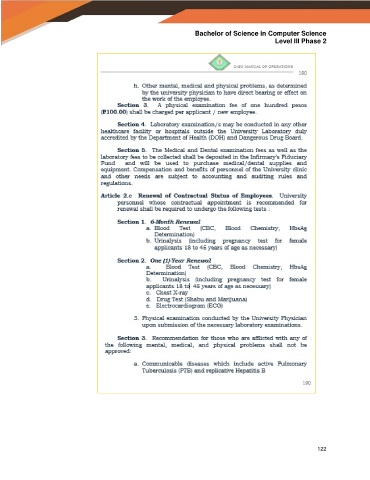 Bachelor of Science in Computer Science
Level III Phase 2
CvSU MANUAL OF OPERATIONS
180
h. Other mental, medical and physical problems, as determined
by the university physician to have direct bearing or effect on
the work of the employee.
Section 3. A physical examination fee of one hundred pesos
(₱100.00) shall be charged per applicant / new employee.
Section 4. Laboratory examination/s may be conducted in any other
healthcare facility or hospitals outside the University Laboratory duly
accredited by the Department of Health (DOH) and Dangerous Drug Board.
Section 5. The Medical and Dental examination fees as well as the
laboratory fees to be collected shall be deposited in the Infirmary's Fiduciary
Fund and will be used to purchase medical/dental supplies and
equipment. Compensation and benefits of personnel of the University clinic
and other needs are subject to accounting and auditing rules and
regulations.
Article 2.c Renewal of Contractual Status of Employees. University
personnel whose contractual appointment is recommended for
renewal shall be required to undergo the following tests :
Section 1. 6-Month Renewal
a. Blood Test (CBC, Blood Chemistry, HbsAg
Determination)
b. Urinalysis (including pregnancy test for female
applicants 18 to 45 years of age as necessary)
Section 2. One (1)-Year Renewal
a. Blood Test (CBC, Blood Chemistry, HbsAg
Determination)
b. Urinalysis (including pregnancy test for female
applicants 18 to 45 years of age as necessary)
c. Chest X-ray
d. Drug Test (Shabu and Marijuana)
e. Electrocardiogram (ECG)
3. Physical examination conducted by the University Physician
upon submission of the necessary laboratory examinations.
Section 3. Recommendation for those who are afflicted with any of
the following mental, medical, and physical problems shall not be
approved:
a. Communicable diseases which include active Pulmonary
Tuberculosis (PTB) and replicative Hepatitis B
190
122